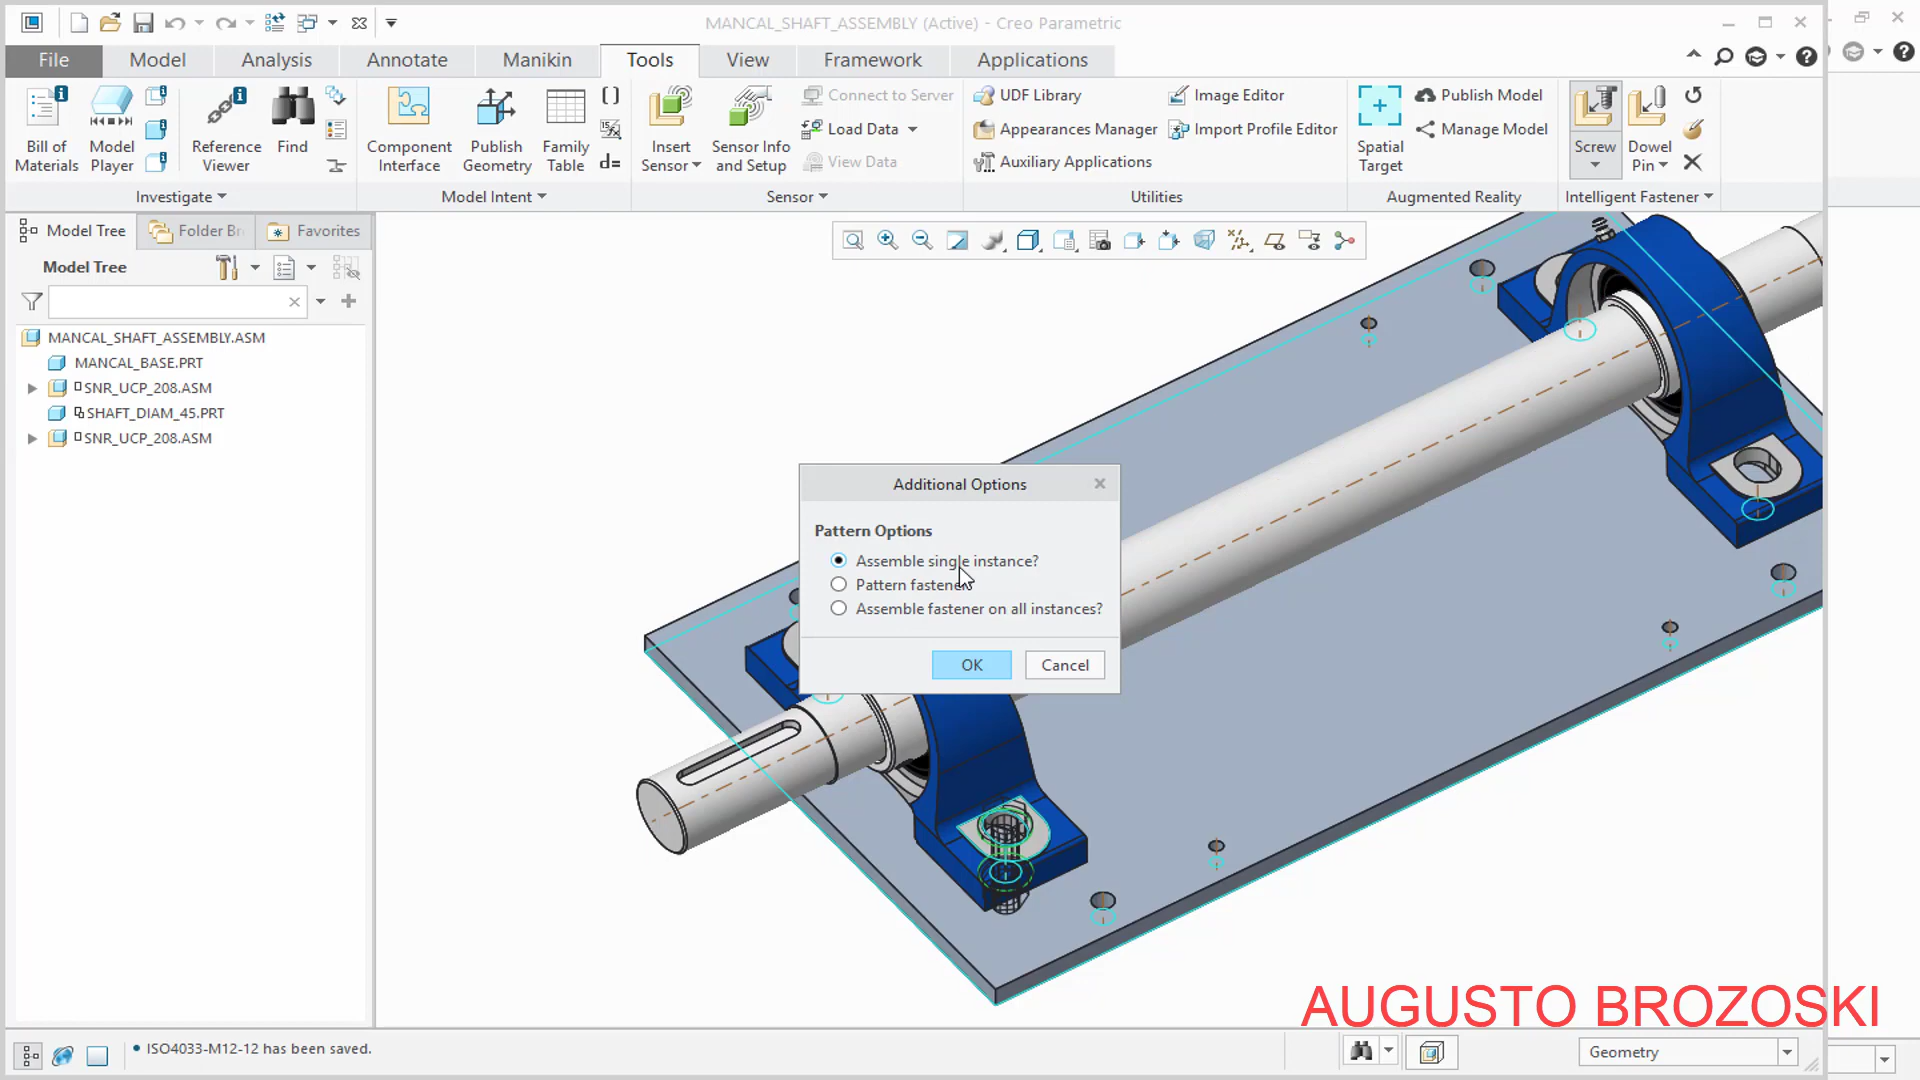 MANCAL_SHAFT_ASSEMBLY (Active) - Creo Parametric
File
Model
Analysis
Annotate
Manikin
Tools
View
Framework
Applications
Bill of
Materials
Model
Player
Reference
Viewer
Find
Investigate
Component
Interface
Publish
Geometry
Family
Table
d=
Model Intent
Insert
Sensor
Sensor Info
and Setup
Connect to Server
Load Data
View Data
Sensor
UDF Library
Appearances Manager
Auxiliary Applications
Image Editor
Import Profile Editor
Utilities
Spatial
Target
Publish Model
Manage Model
Augmented Reality
Screw
Dowel
Pin
Intelligent Fastener
Model Tree
Folder Br
Favorites
Model Tree
MANCAL_SHAFT_ASSEMBLY.ASM
MANCAL_BASE.PRT
SNR_UCP_208.ASM
SHAFT_DIAM_45.PRT
SNR_UCP_208.ASM
Additional Options
Pattern Options
Assemble single instance?
Pattern fastener
Assemble fastener on all instances?
OK
Cancel
AUGUSTO BROZOSKI
• ISO4033-M12-12 has been saved.
Geometry